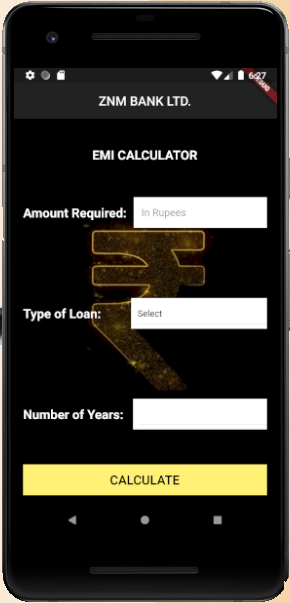 6:27
ZNM BANK LTD.
EMI CALCULATOR
Amount Required: In Rupees
Type of Loan: Select
Number of Years:
CALCULATE